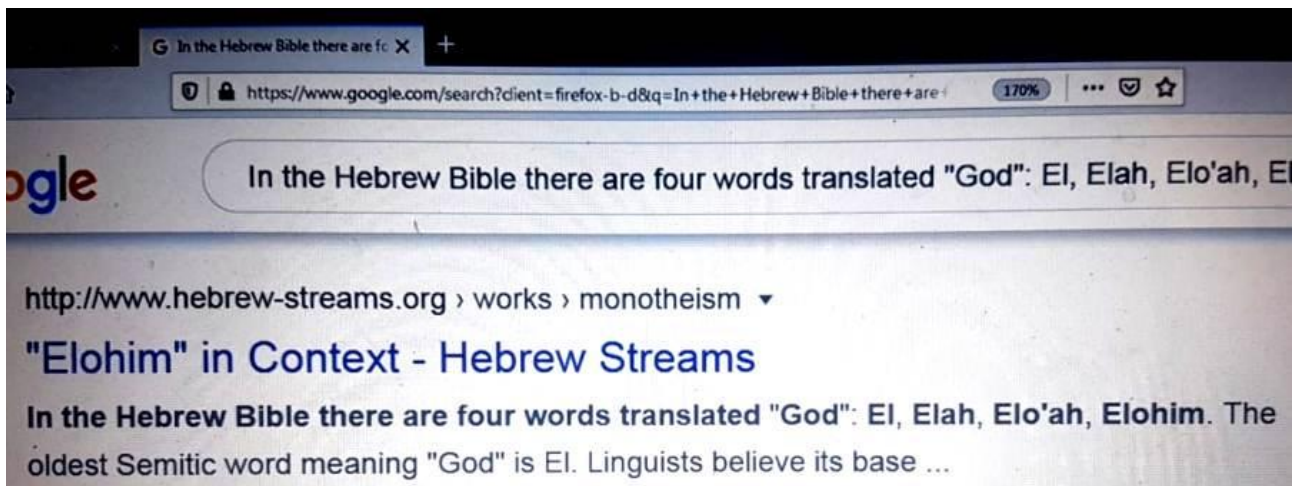 G In the Hebrew Bible there are fc X +
https://www.google.com/search?client=firefox-b-d&q=In+the+Hebrew+Bible+there+are+ 170% ...
ogle In the Hebrew Bible there are four words translated "God": El, Elah, Elo'ah, El
http://www.hebrew-streams.org › works › monotheism ▾
"Elohim" in Context - Hebrew Streams
In the Hebrew Bible there are four words translated "God": El, Elah, Elo'ah, Elohim. The
oldest Semitic word meaning "God" is El. Linguists believe its base ...